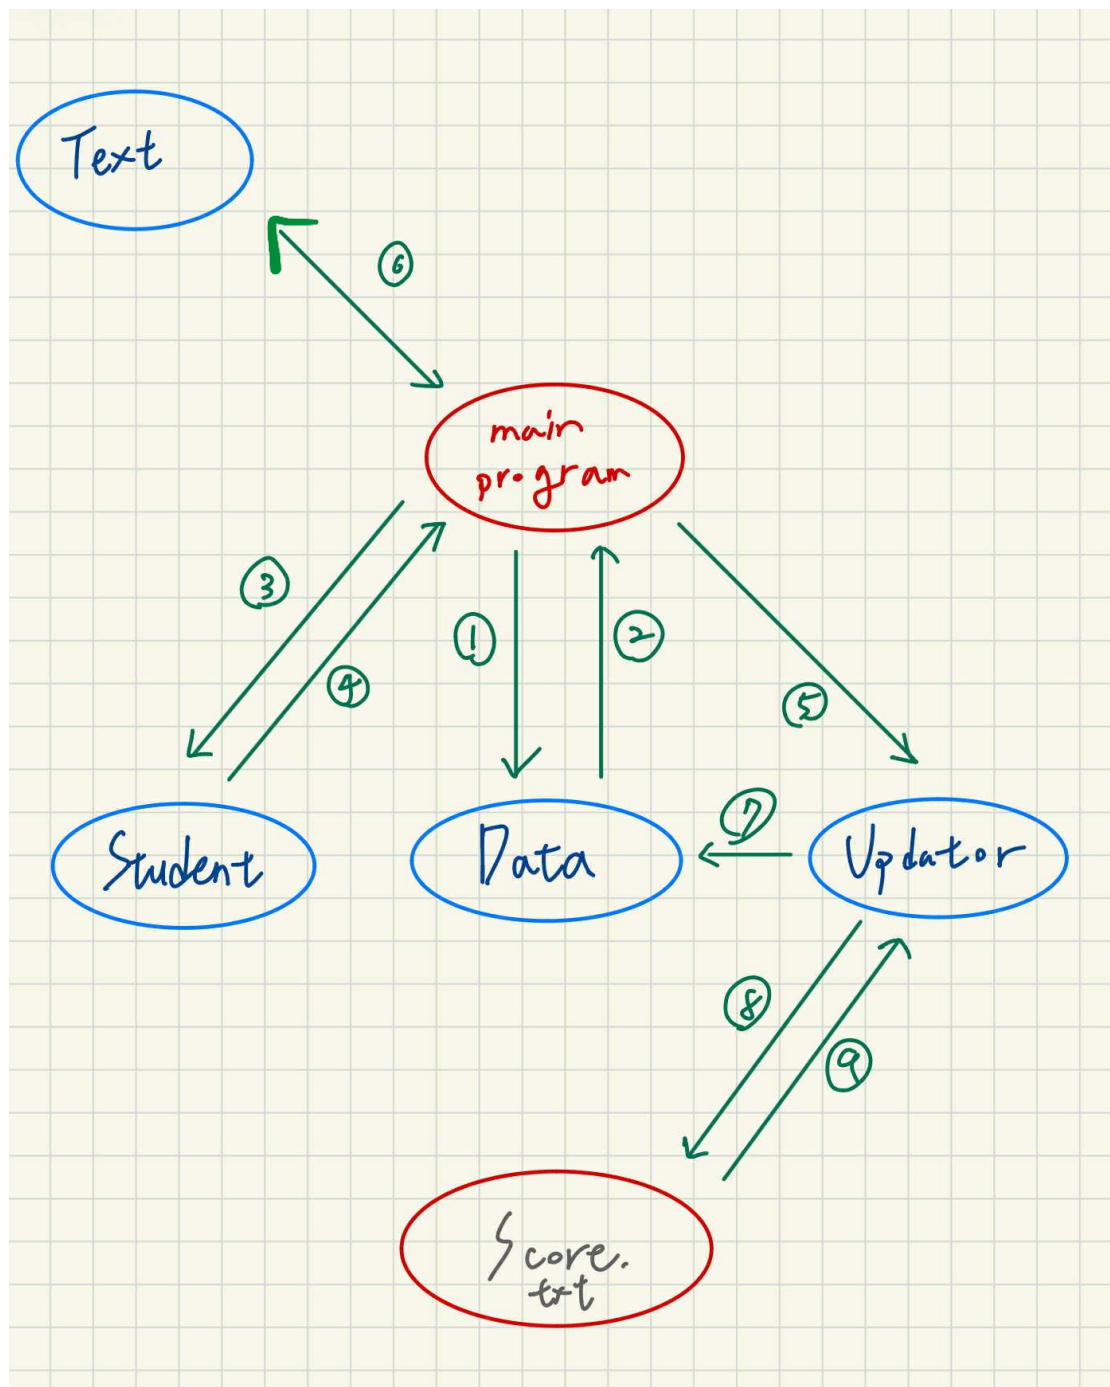 Text
⑥
main
program
③
①
②
④
⑤
⑦
Student
Data
Updator
⑧
⑨
Score.
txt